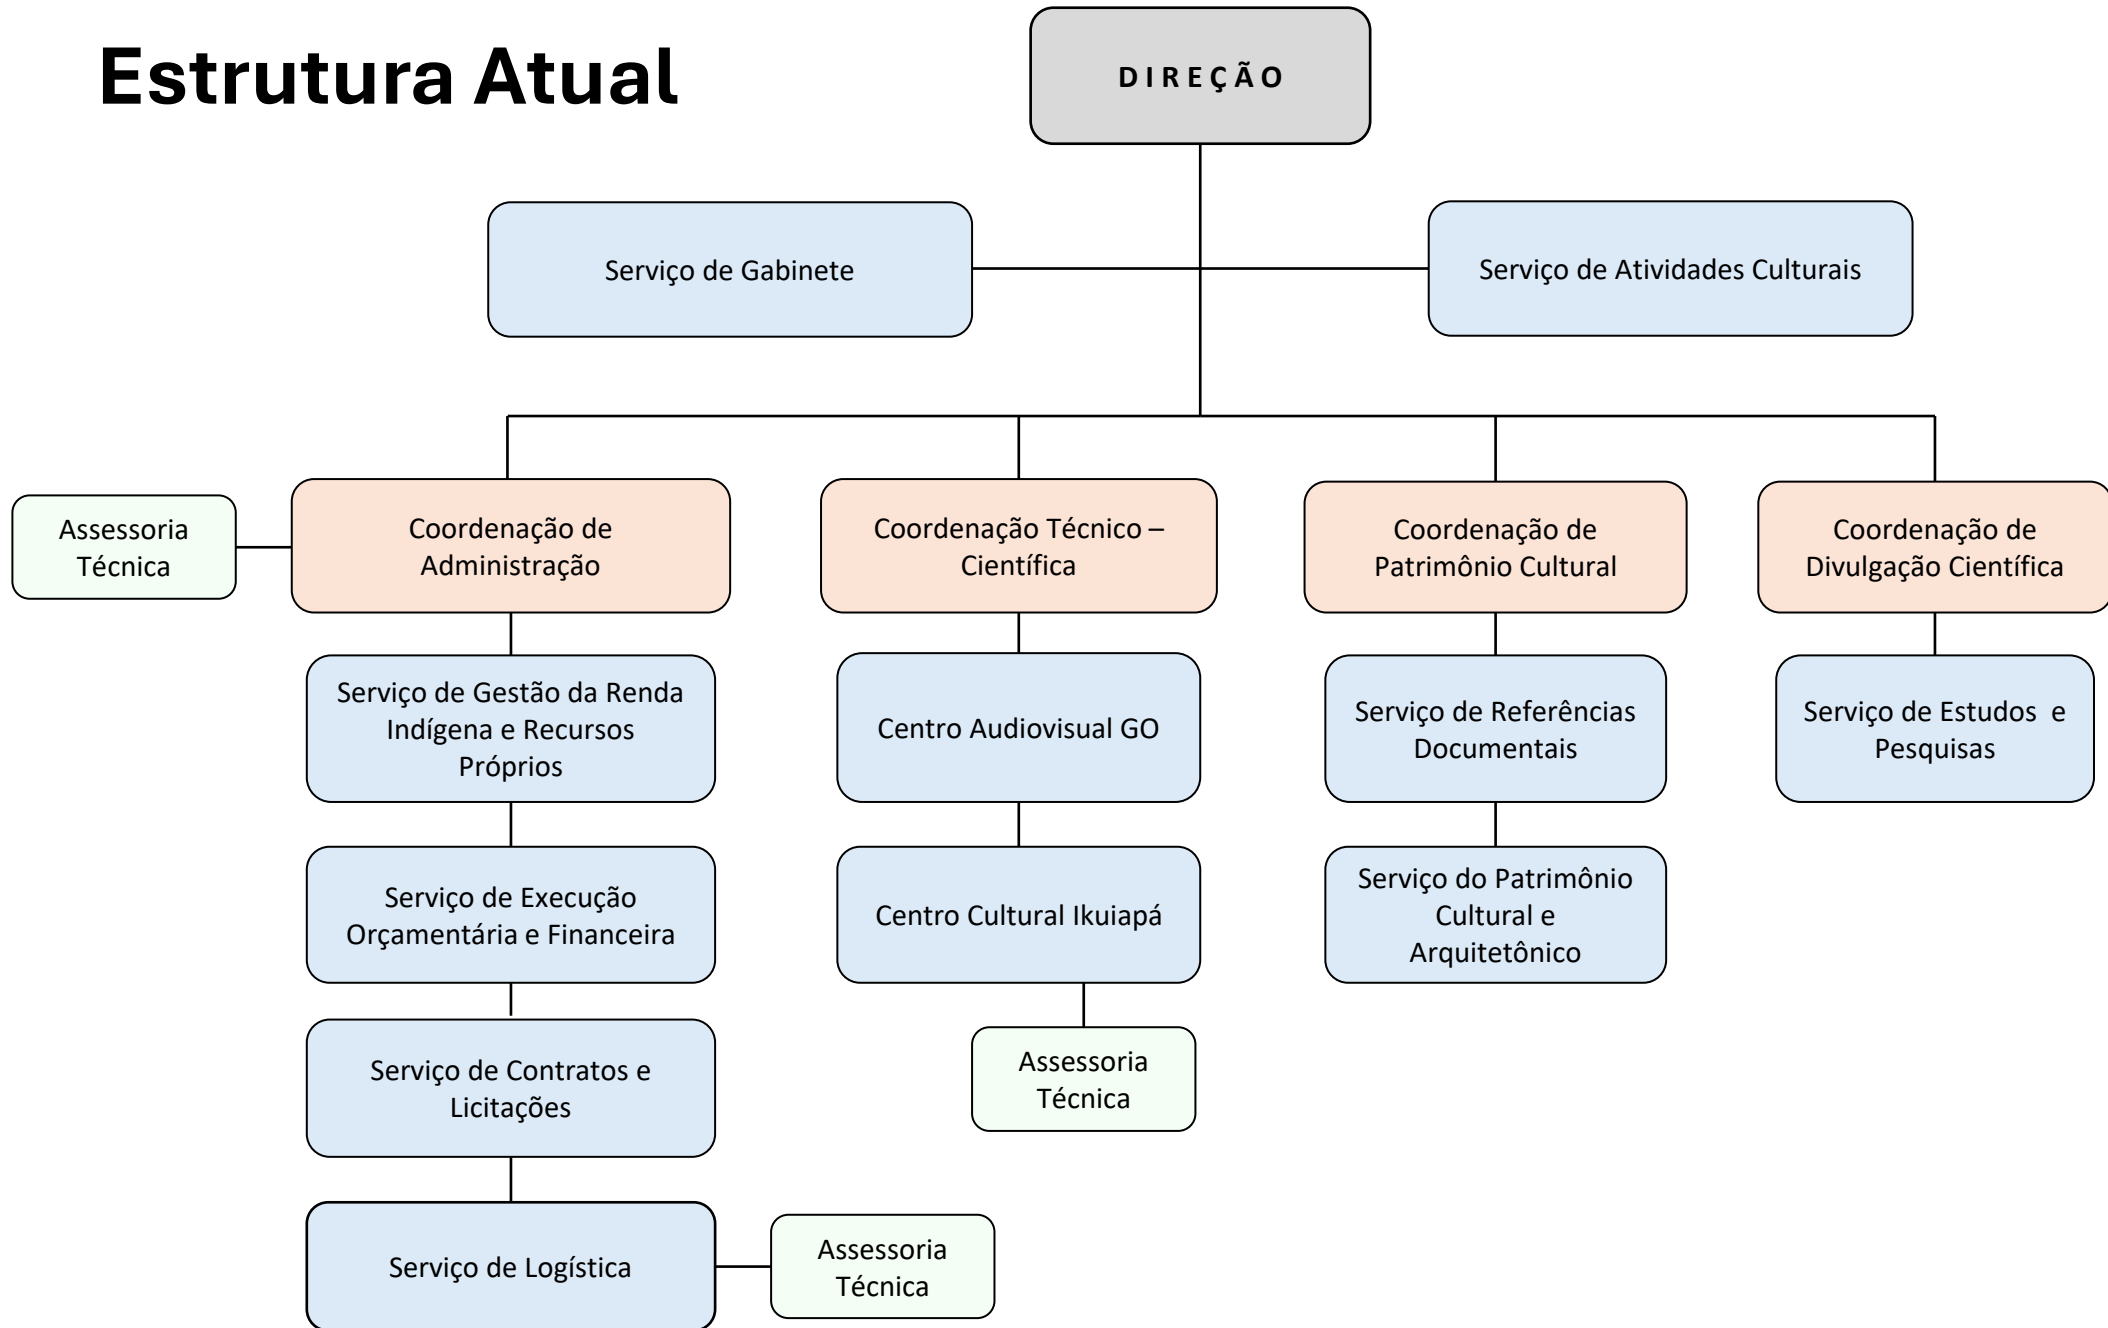 Estrutura Atual
DIREÇÃO
Serviço de Gabinete
Serviço de Atividades Culturais
Assessoria
Técnica
Coordenação de
Administração
Coordenação Técnico –
Científica
Coordenação de
Patrimônio Cultural
Coordenação de
Divulgação Científica
Serviço de Gestão da Renda
Indígena e Recursos
Próprios
Centro Audiovisual GO
Serviço de Referências
Documentais
Serviço de Estudos e
Pesquisas
Serviço de Execução
Orçamentária e Financeira
Centro Cultural Ikuiapá
Serviço do Patrimônio
Cultural e
Arquitetônico
Serviço de Contratos e
Licitações
Assessoria
Técnica
Serviço de Logística
Assessoria
Técnica